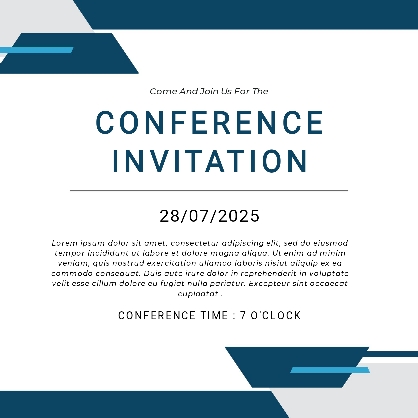 Come And Join Us For The
CONFERENCE
INVITATION
28/07/2025
Lorem ipsum dolor sit amet, consectetur adipiscing elit, sed do eiusmod
tempor incididunt ut labore et dolore magna aliqua. Ut enim ad minim
veniam, quis nostrud exercitation ullamco laboris nisiut aliquip ex ea
commodo consequat. Duis aute irure dolor in reprehenderit in voluptate
velit esse cillum dolore eu fugiat nulla pariatur. Excepteur sint occaecat
cupidatat .
CONFERENCE TIME : 7 O'CLOCK